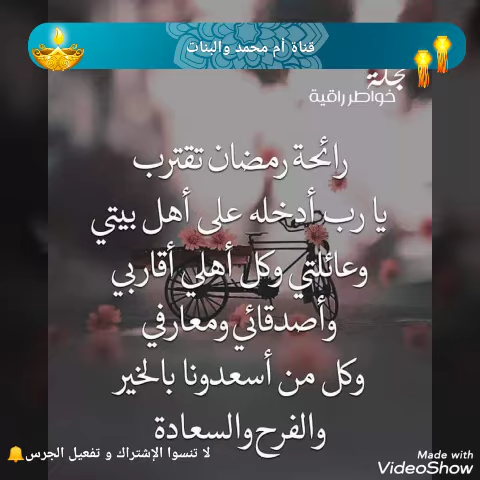 قناة أم محمد والبنات
مجلة
خواطر راقية
رائحة رمضان تقترب
يا رب أدخله على أهل بيتي
وعائلتي وكل أهلي أقاربي
وأصدقائي ومعارفي
وكل من أسعدونا بالخير
والفرح والسعادة
لا تنسوا الإشتراك و تفعيل الجرس
Made with
VideoShow